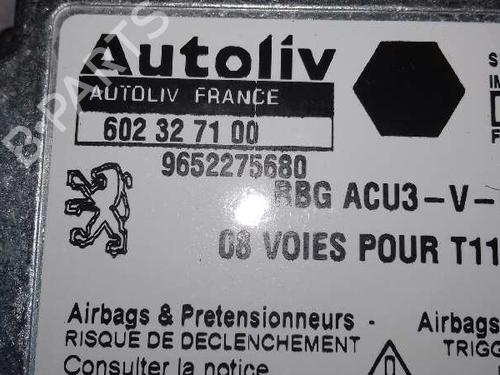 Autoliv
AUTOLIV FRANCE
602 32 71 00
9652275680
RBG ACU3-V-
08 VOIES POUR T11
Airbags & Pretensionneurs -
RISQUE DE DECLENCHEMENT
Consulter la notice
Airbags
TRIGG
B-PARTS